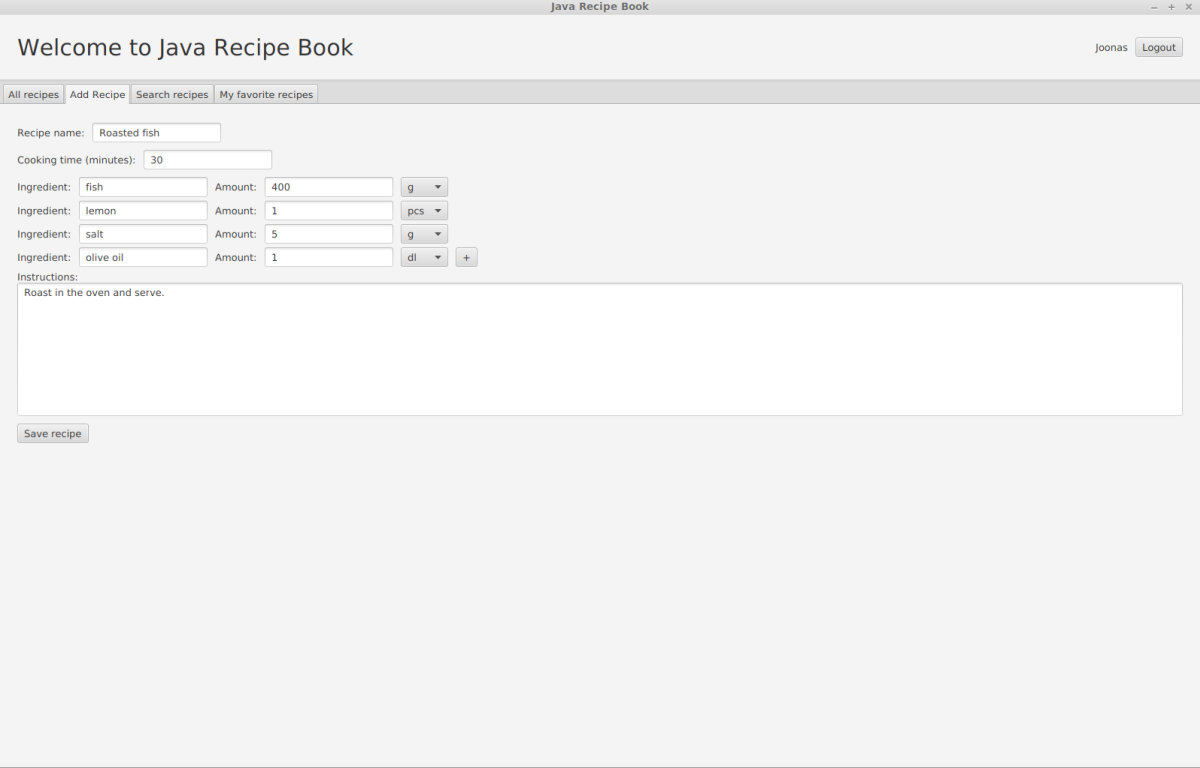 Java Recipe Book
Welcome to Java Recipe Book
Joonas Logout
All recipes Add Recipe Search recipes My favorite recipes
Recipe name: Roasted fish
Cooking time (minutes): 30
Ingredient: fish Amount: 400 g
Ingredient: lemon Amount: 1 pcs
Ingredient: salt Amount: 5 g
Ingredient: olive oil Amount: 1 dl +
Instructions:
Roast in the oven and serve.
Save recipe